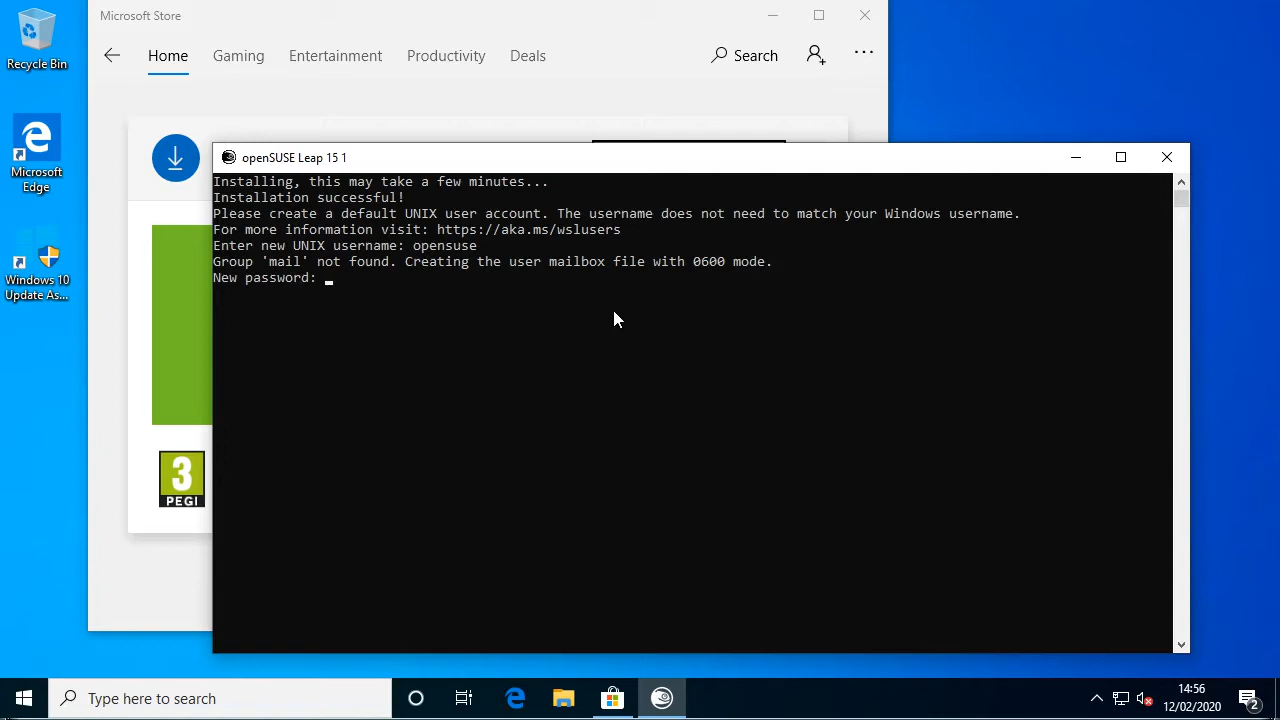 Microsoft Store
Recycle Bin
Home Gaming Entertainment Productivity Deals Search
Microsoft
Edge
openSUSE Leap 15 1
Installing, this may take a few minutes...
Installation successful!
Please create a default UNIX user account. The username does not need to match your Windows username.
For more information visit: https://aka.ms/wslusers
Enter new UNIX username: opensuse
Group 'mail' not found. Creating the user mailbox file with 0600 mode.
New password:
Windows 10
Update As...
3
PEGI
Type here to search
14:56
12/02/2020
2